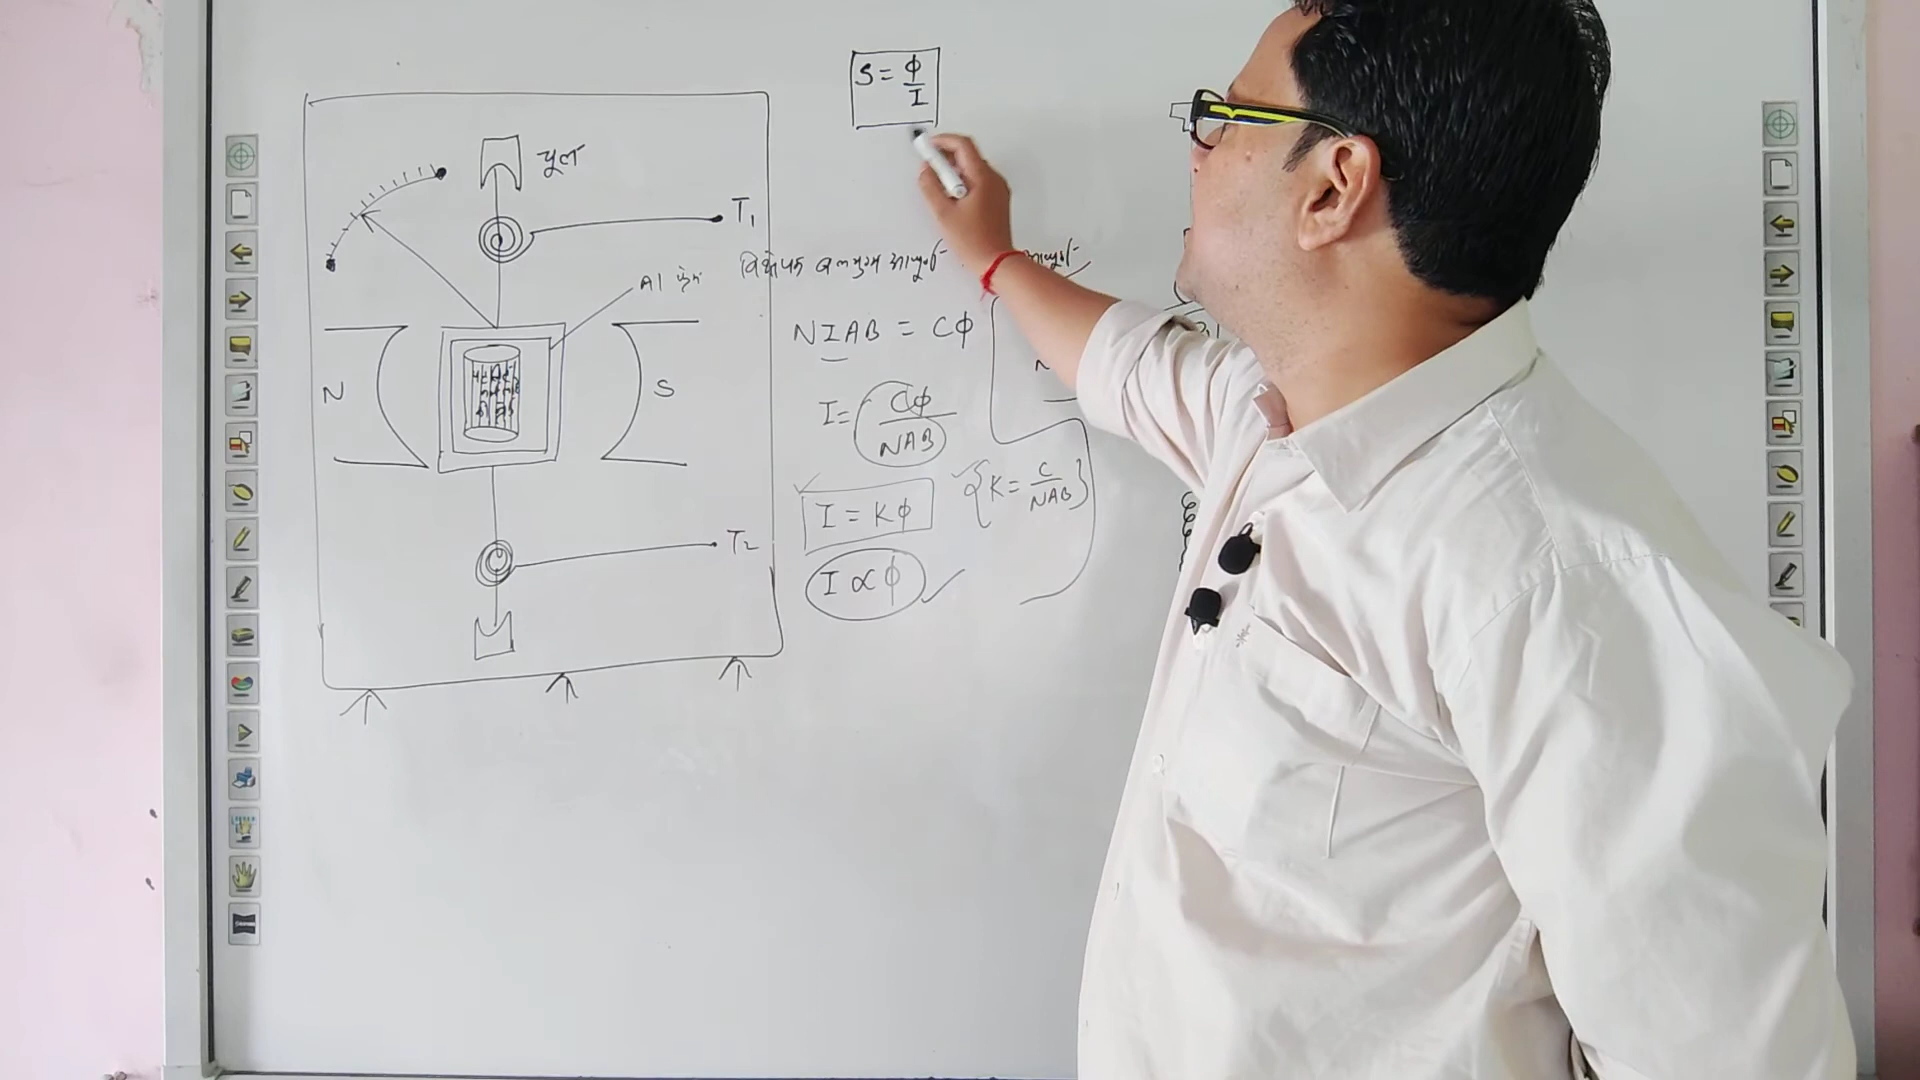 S = φ/I
चूल
T₁
Al फ्रेम
विक्षेपक बलयुग्म आघूर्ण
NIAB = Cφ
N
S
I = Cφ/NAB
I = Kφ
{K = C/NAB}
T₂
I ∝ φ